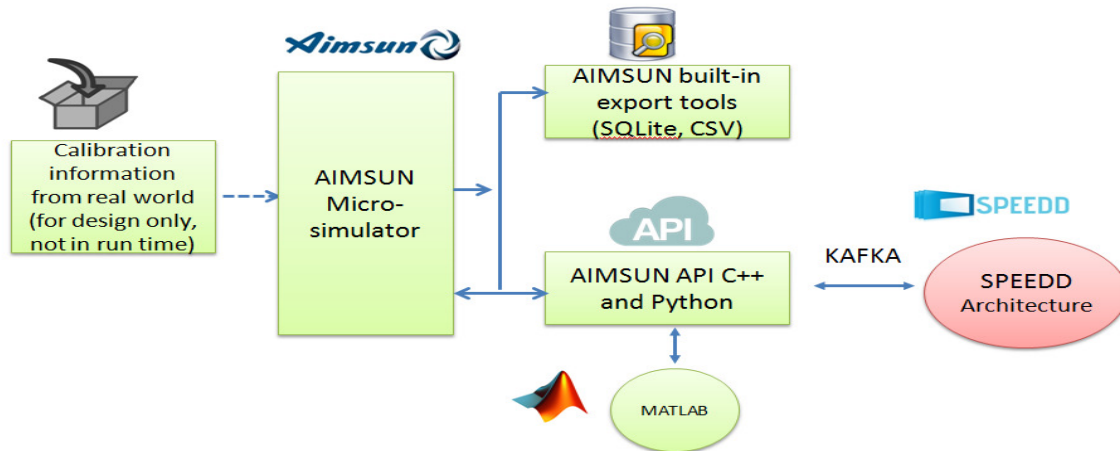 Aimsun
AIMSUN built-in
export tools
(SQLite, CSV)
Calibration
information
from real world
(for design only,
not in run time)
AIMSUN
Micro-
simulator
API
SPEEDD
AIMSUN API C++
and Python
KAFKA
SPEEDD
Architecture
MATLAB